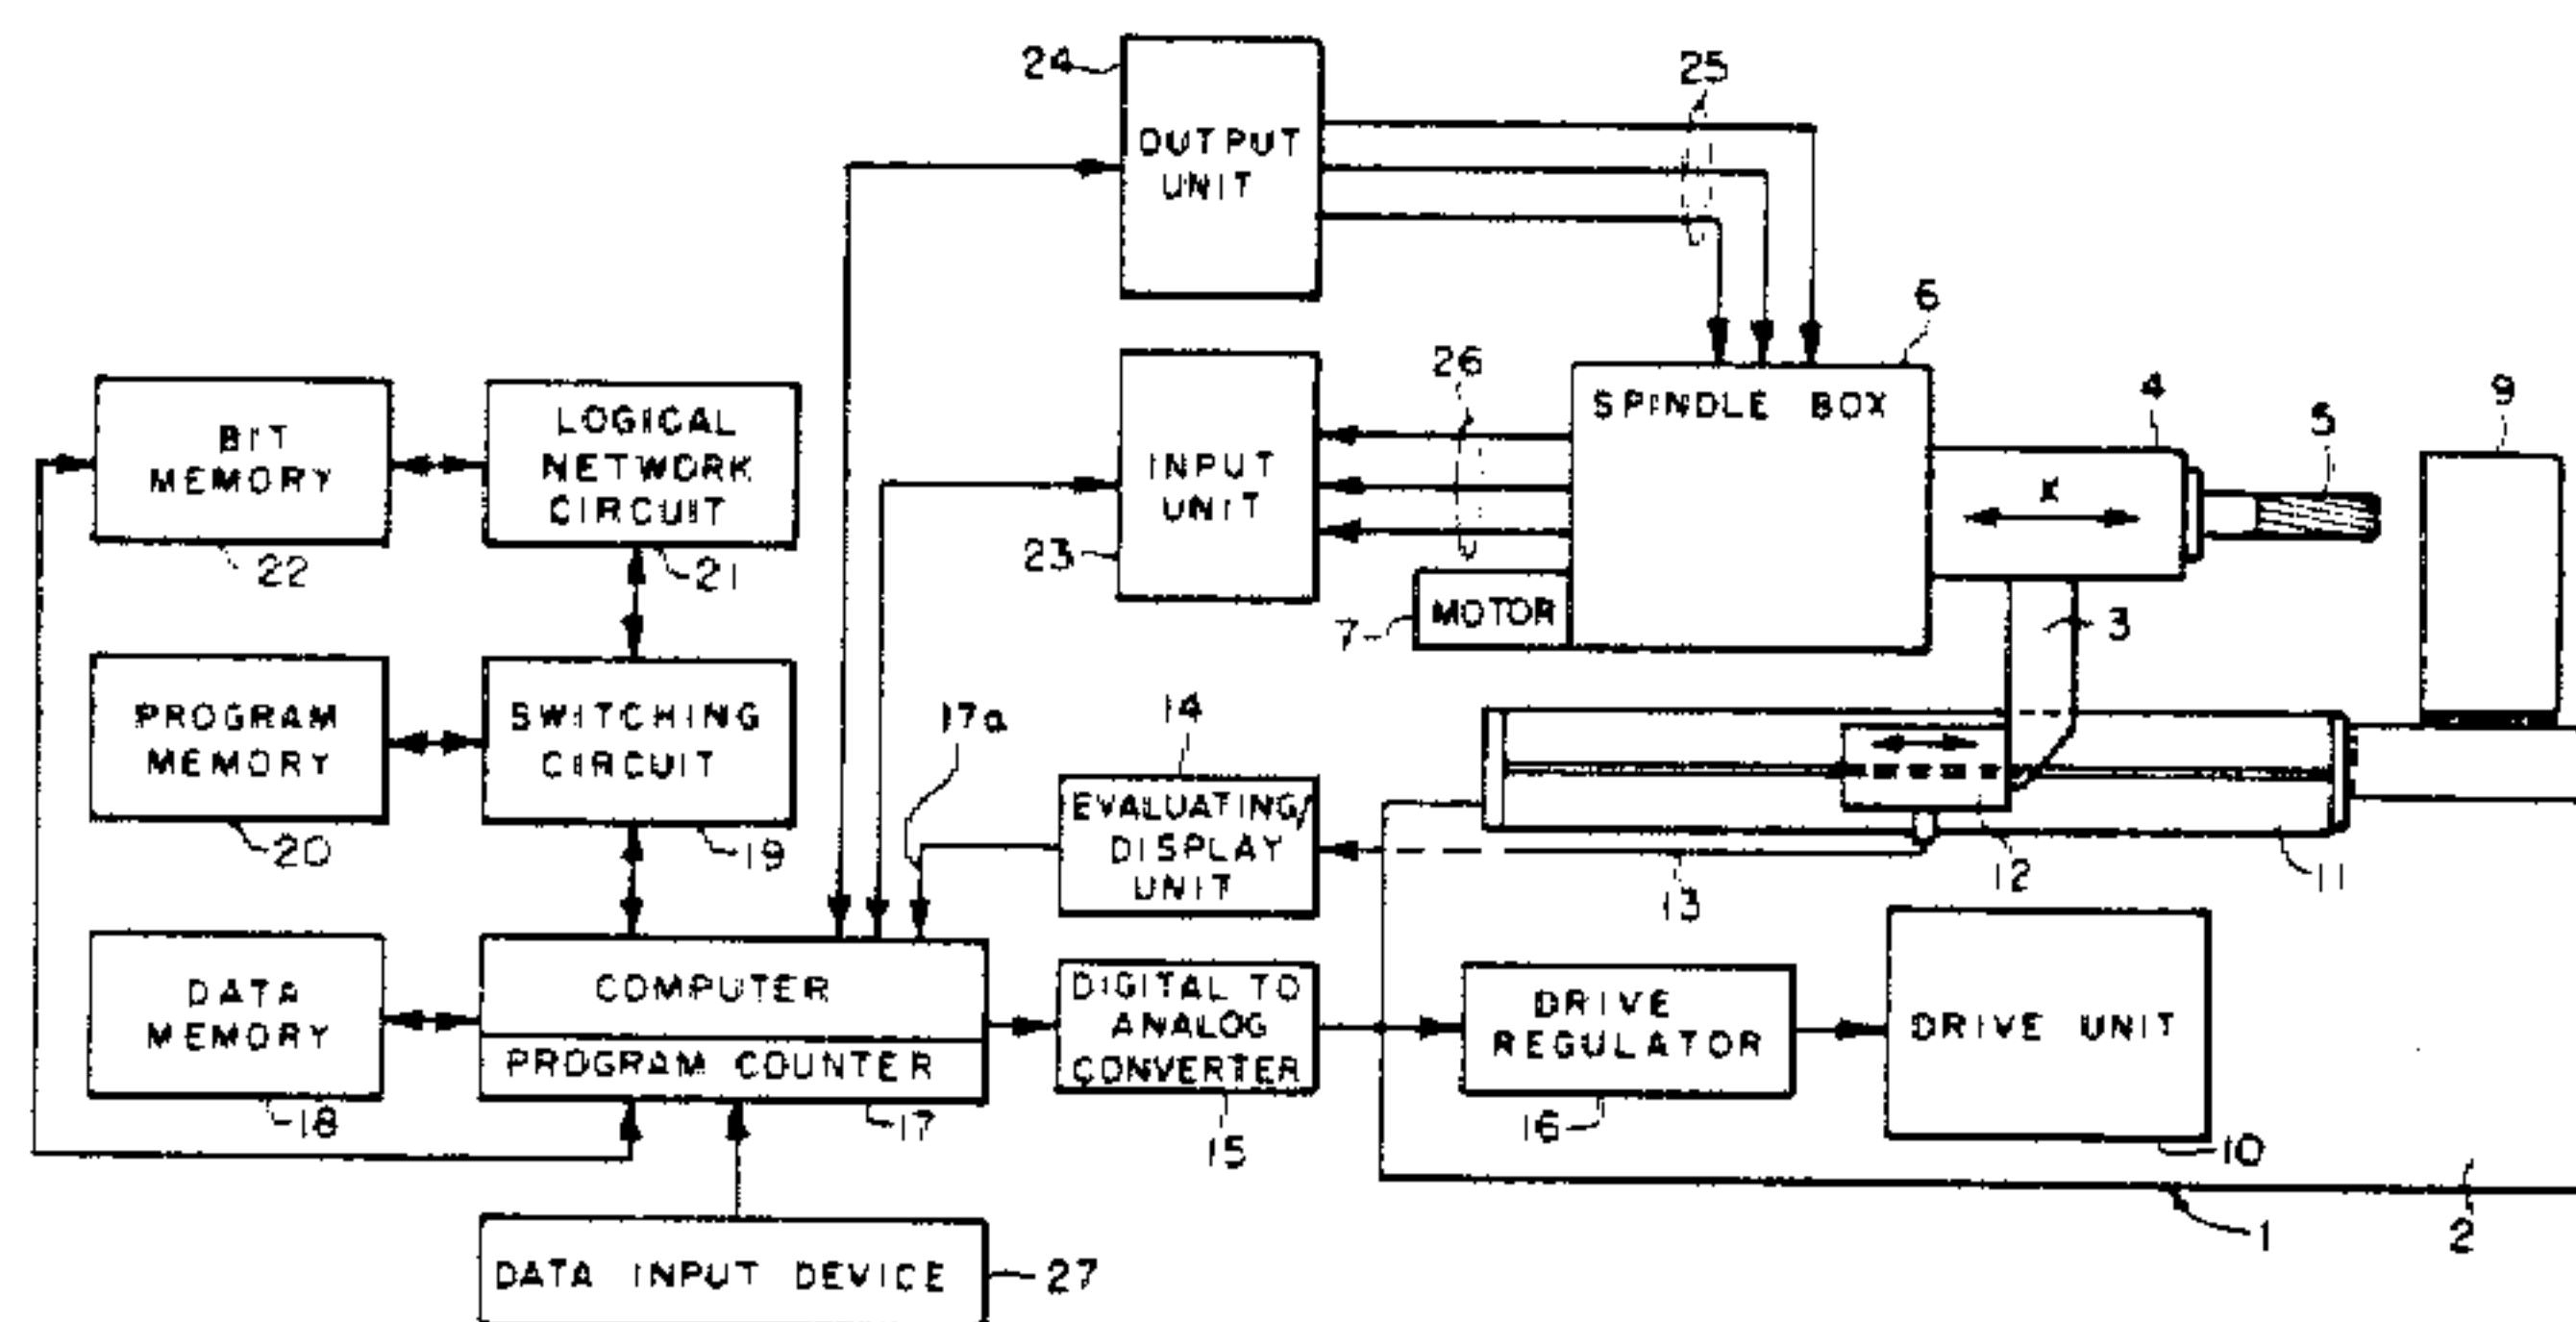 24
OUTPUT
UNIT
25
6
SPINDLE BOX
26
4
5
9
X
BIT
MEMORY
22
LOGICAL
NETWORK
CIRCUIT
21
INPUT
UNIT
23
MOTOR
7
3
PROGRAM
MEMORY
20
SWITCHING
CIRCUIT
19
17a
14
EVALUATING/
DISPLAY
UNIT
13
12
11
DATA
MEMORY
18
COMPUTER
PROGRAM COUNTER
17
DIGITAL TO
ANALOG
CONVERTER
15
DRIVE
REGULATOR
16
DRIVE UNIT
10
1
2
DATA INPUT DEVICE
27